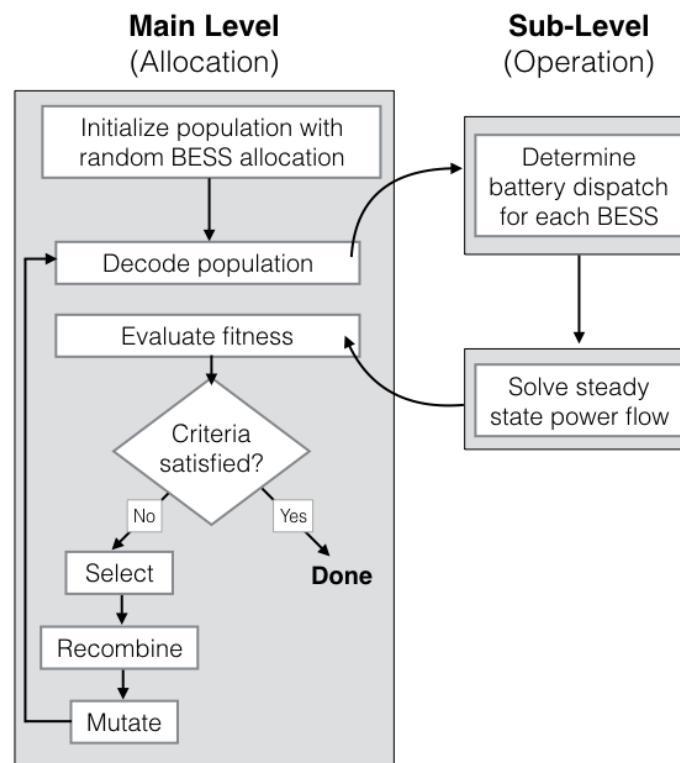 Main Level
(Allocation)
Initialize population with
random BESS allocation
Decode population
Evaluate fitness
Criteria
satisfied?
No
Yes
Done
Select
Recombine
Mutate
Sub-Level
(Operation)
Determine
battery dispatch
for each BESS
Solve steady
state power flow